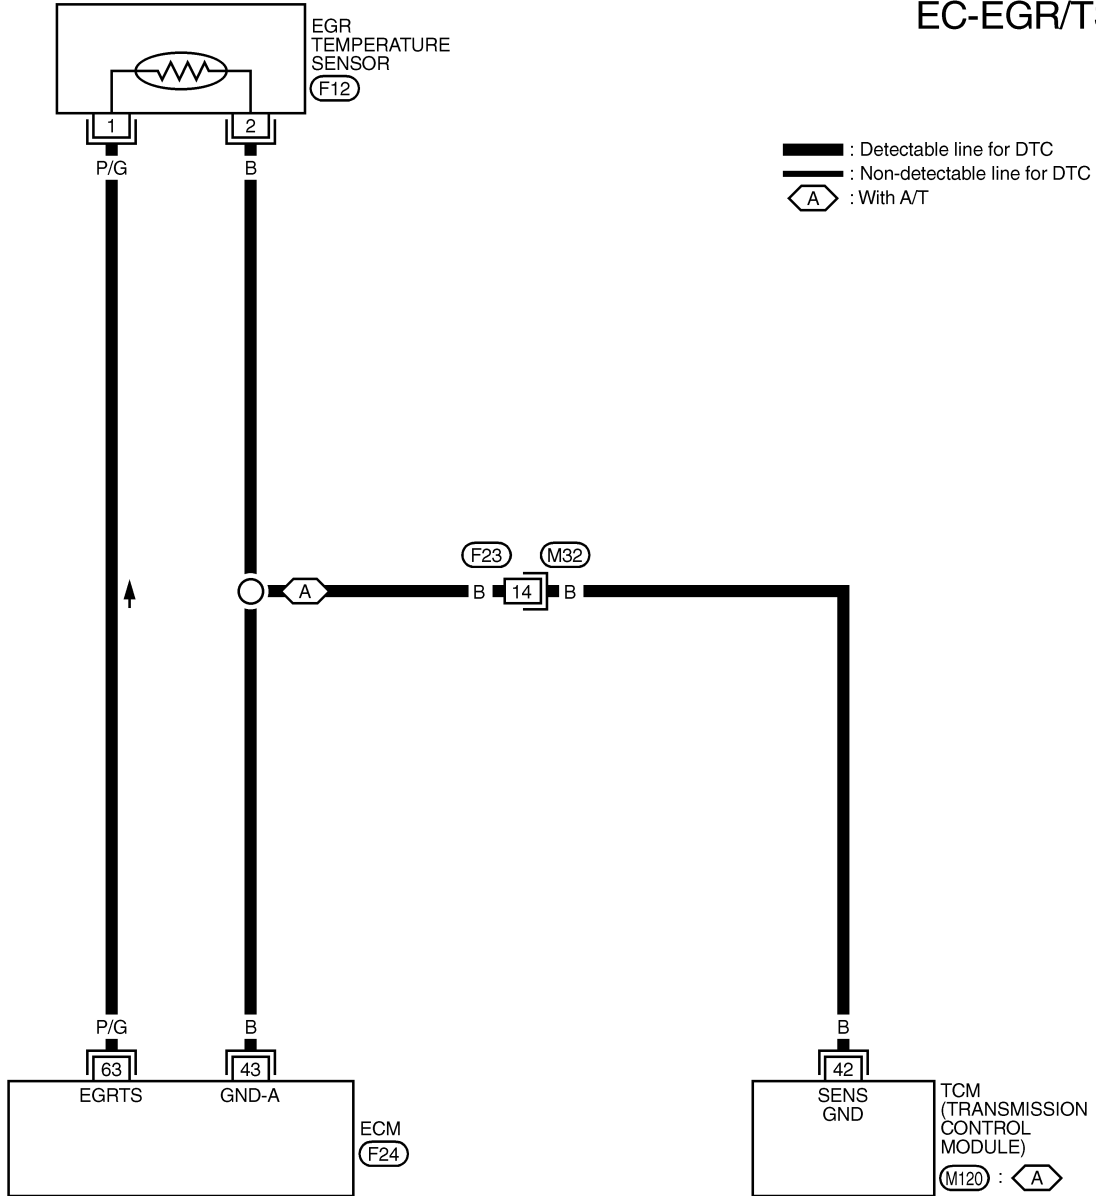 EC-EGR/TS
EGR
TEMPERATURE
SENSOR
F12
1
2
P/G
B
: Detectable line for DTC
: Non-detectable line for DTC
A : With A/T
F23
M32
A
B
14
B
P/G
B
B
63
43
42
EGRTS
GND-A
SENS
GND
ECM
F24
TCM
(TRANSMISSION
CONTROL
MODULE)
M120 : A